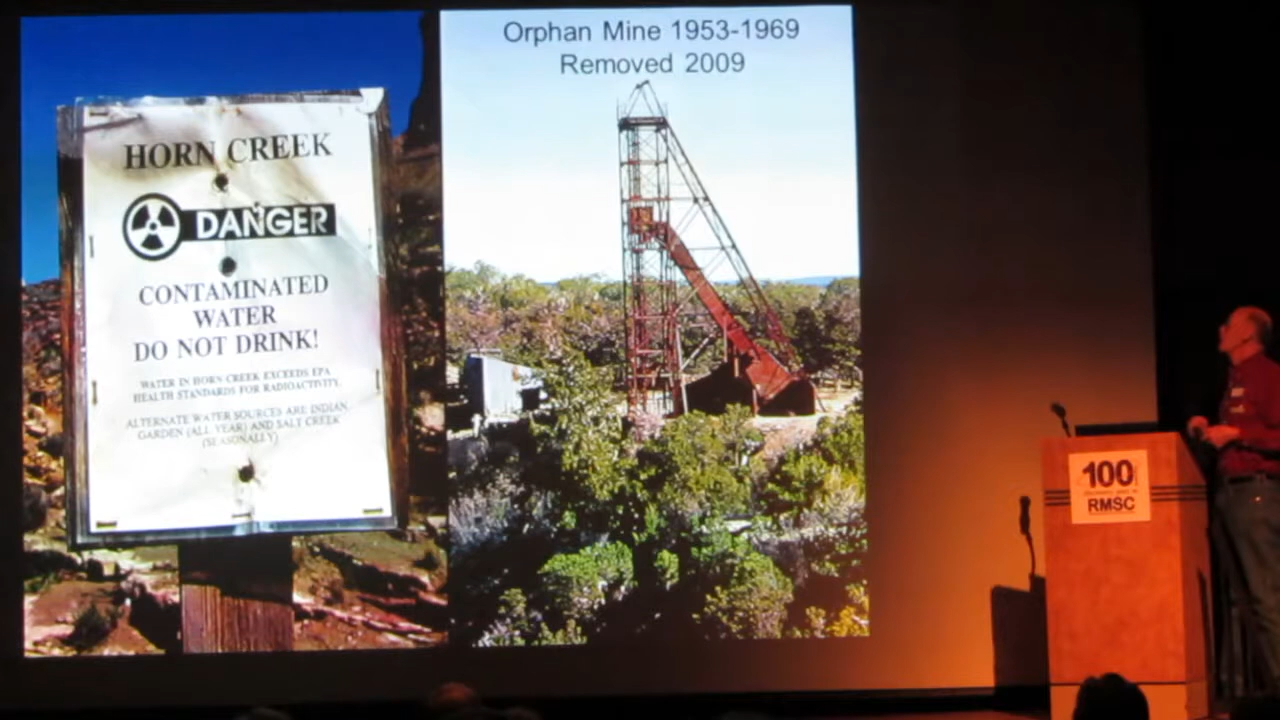 HORN CREEK
DANGER
CONTAMINATED
WATER
DO NOT DRINK!
WATER IN HORN CREEK EXCEEDS EPA
HEALTH STANDARDS FOR RADIOACTIVITY.
ALTERNATE WATER SOURCES ARE INDIAN
GARDEN (ALL YEAR) AND SALT CREEK
(SEASONALLY)
Orphan Mine 1953-1969
Removed 2009
100
RMSC